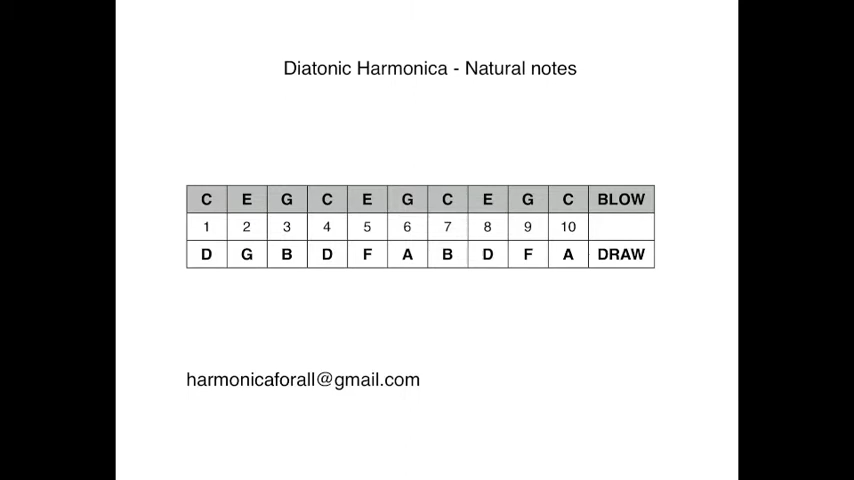 Diatonic Harmonica - Natural notes
C E G C E G C E G C BLOW
1 2 3 4 5 6 7 8 9 10
D G B D F A B D F A DRAW
harmonicaforall@gmail.com